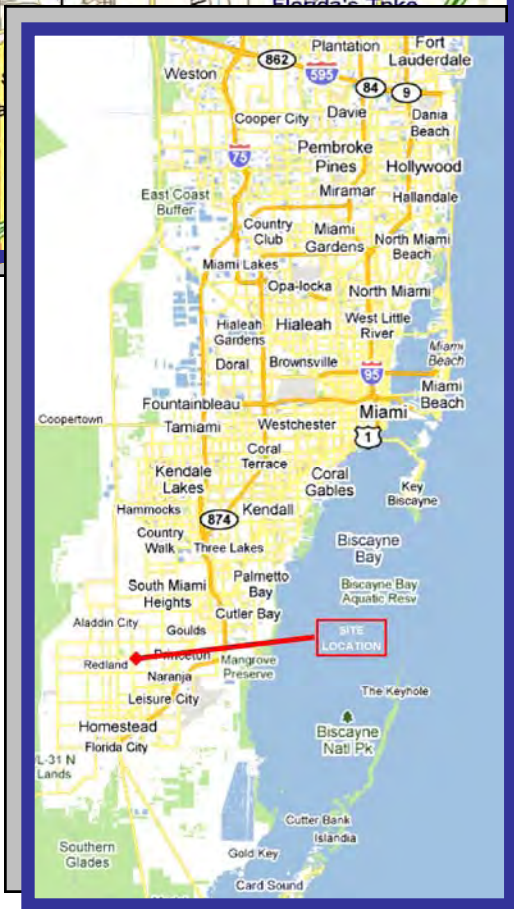 Florida's Tnke
Plantation
Fort
Lauderdale
862
595
Weston
84
9
Cooper City
Davie
Dania
Beach
Pembroke
Pines
75
Hollywood
East Coast
Buffer
Miramar
Hallandale
Country
Club
Miami
Gardens
North Miami
Beach
Miami Lakes
Opa-locka
North Miami
Hialeah
Gardens
Hialeah
West Little
River
Miami
Beach
Doral
Brownsville
95
Miami
Beach
Fountainbleau
Miami
Coopertown
Tamiami
Westchester
1
Coral
Terrace
Kendale
Lakes
Coral
Gables
Key
Biscayne
Hammocks
874
Kendall
Country
Walk
Three Lakes
Biscayne
Bay
Palmetto
Bay
South Miami
Heights
Biscayne Bay
Aquatic Resv
Cutler Bay
Aladdin City
Goulds
SITE
LOCATION
Redland
Princeton
Mangrove
Preserve
Naranja
Leisure City
The Keyhole
Homestead
Biscayne
Natl Pk
Florida City
L-31 N
Lands
Cutter Bank
Islandia
Southern
Glades
Gold Key
Card Sound